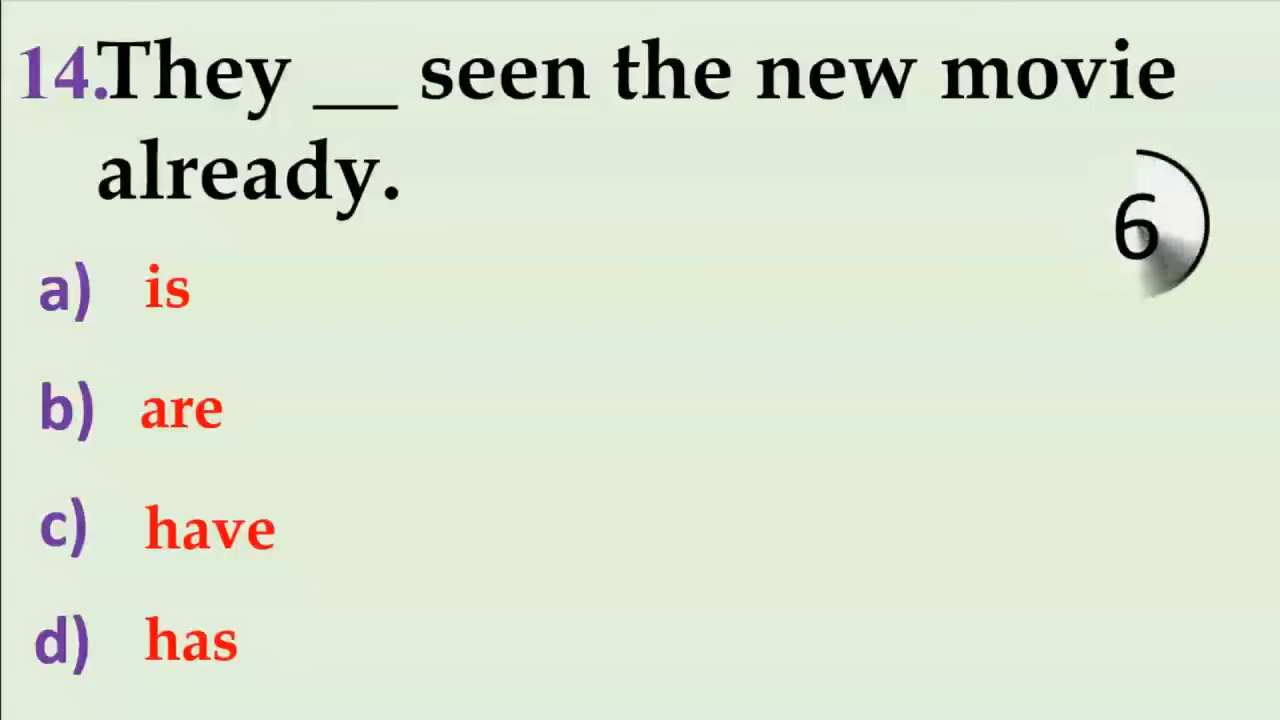 14.They __ seen the new movie
already.
6
a) is
b) are
c) have
d) has